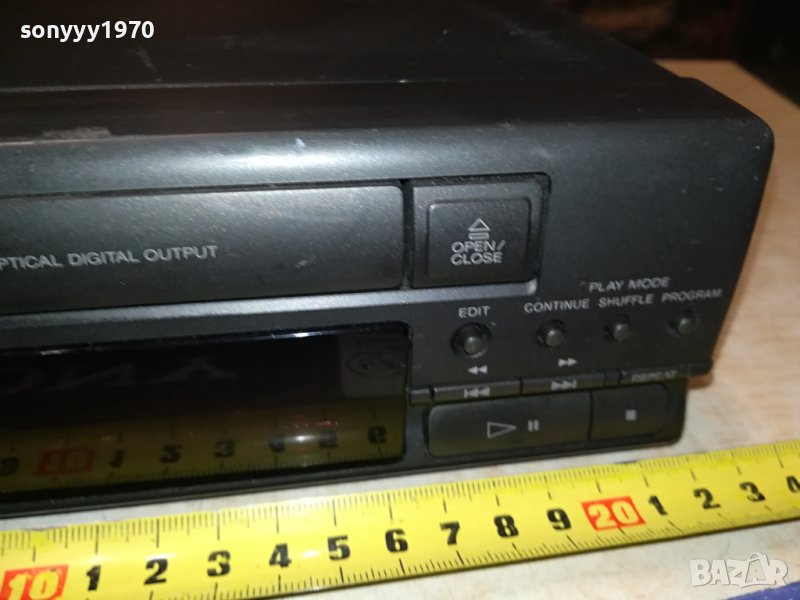 sonyyy1970
OPTICAL DIGITAL OUTPUT
OPEN/
CLOSE
PLAY MODE
EDIT CONTINUE SHUFFLE PROGRAM
REPEAT
10 1 2 3 4 5 6 7 8 9 20 1 2 3 4
BAZAR